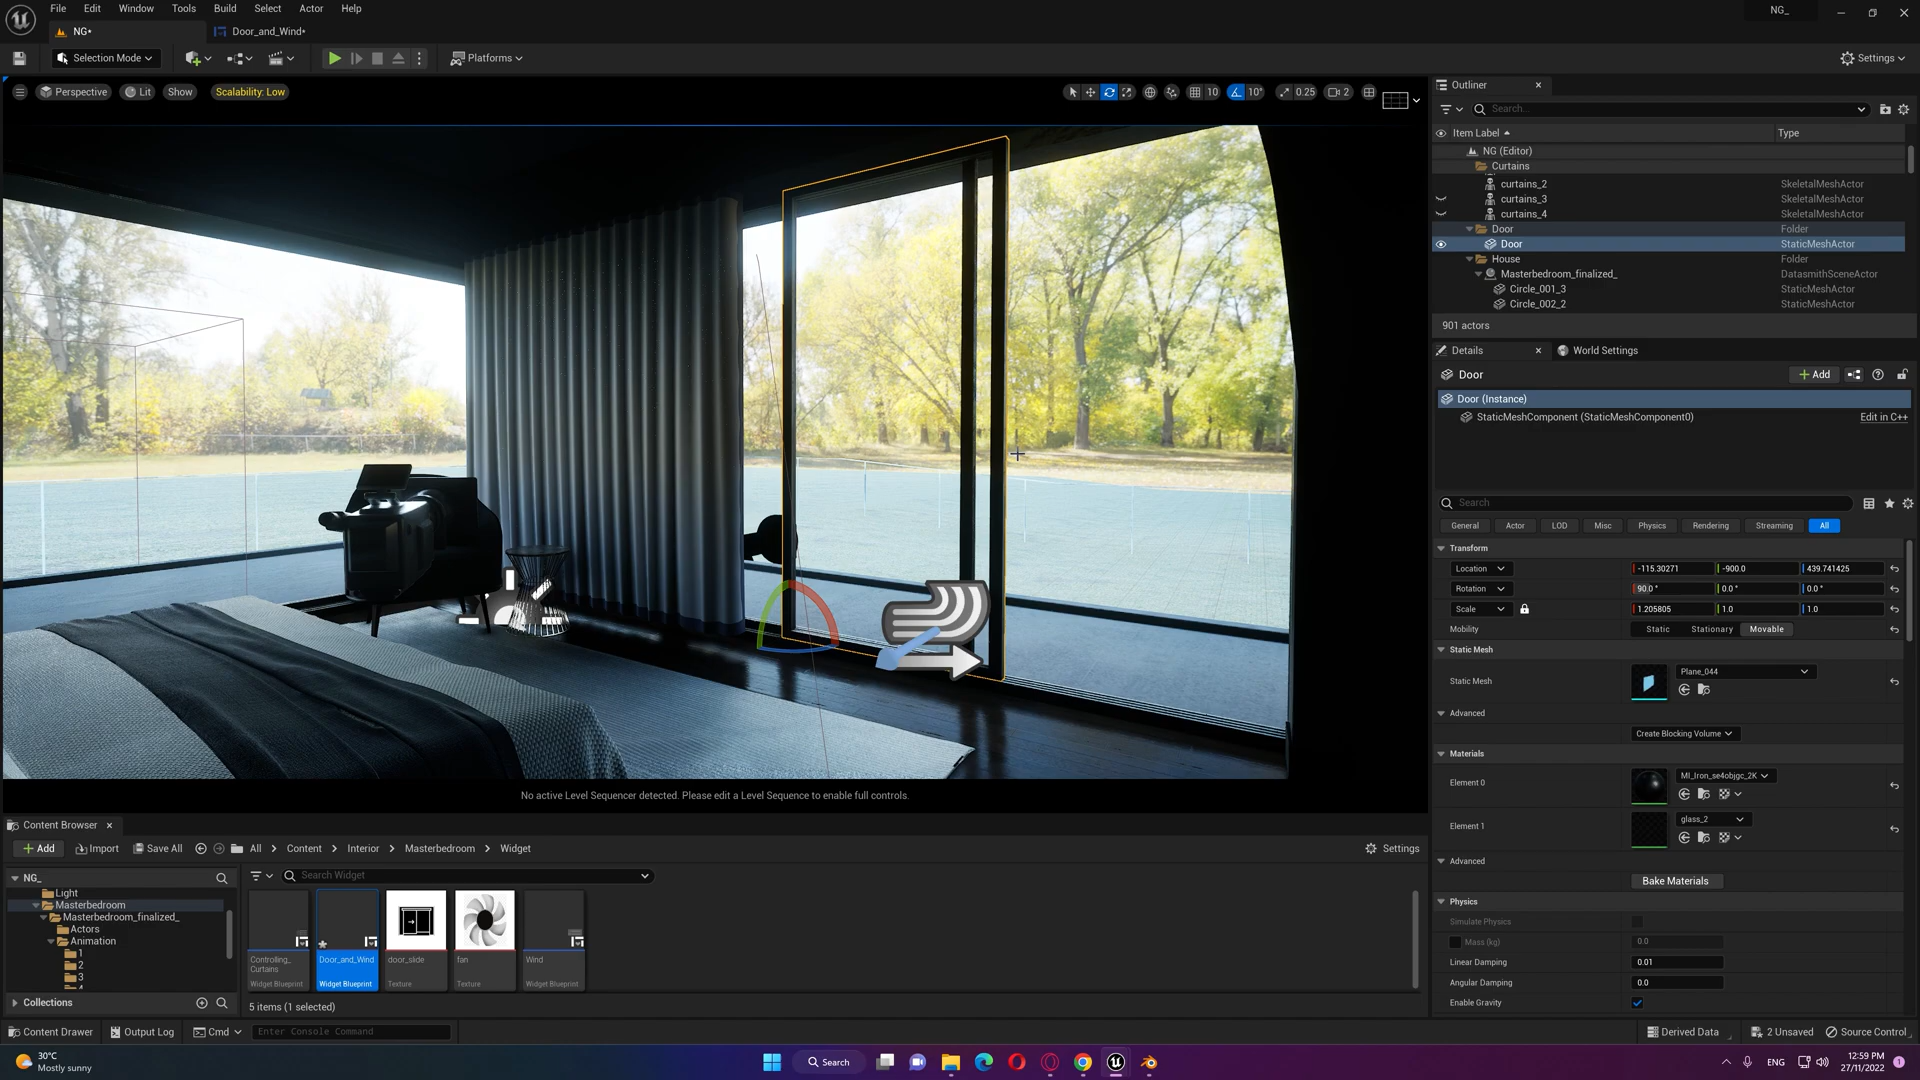 File Edit Window Tools Build Select Actor Help
NG_
NG*
Door_and_Wind*
Selection Mode
Platforms
Settings
Perspective Lit Show Scalability: Low
10 10° 0.25 2
Outliner
Search...
Item Label Type
NG (Editor)
Curtains
curtains_2 SkeletalMeshActor
curtains_3 SkeletalMeshActor
curtains_4 SkeletalMeshActor
Door Folder
Door StaticMeshActor
House Folder
Masterbedroom_finalized_ DatasmithSceneActor
Circle_001_3 StaticMeshActor
Circle_002_2 StaticMeshActor
901 actors
Details World Settings
Door
Add
Door (Instance)
StaticMeshComponent (StaticMeshComponent0) Edit in C++
Search
General Actor LOD Misc Physics Rendering Streaming All
Transform
Location -115.30271 -900.0 439.741425
Rotation 90.0 ° 0.0 ° 0.0 °
Scale 1.205805 1.0 1.0
Mobility Static Stationary Movable
Static Mesh
Static Mesh Plane_044
Advanced
Create Blocking Volume
Materials
Element 0 MI_Iron_se4objgc_2K
Element 1 glass_2
Advanced
Bake Materials
Physics
Simulate Physics
Mass (kg) 0.0
Linear Damping 0.01
Angular Damping 0.0
Enable Gravity
No active Level Sequencer detected. Please edit a Level Sequence to enable full controls.
Content Browser
Add Import Save All All Content Interior Masterbedroom Widget Settings
NG_
Light
Masterbedroom
Masterbedroom_finalized_
Actors
Animation
1
2
3
Collections
Search Widget
Controlling_
Curtains
Widget Blueprint
Door_and_Wind
Widget Blueprint
door_slide
Texture
fan
Texture
Wind
Widget Blueprint
5 items (1 selected)
Content Drawer Output Log Cmd Enter Console Command
Derived Data 2 Unsaved Source Control
30°C
Mostly sunny
Search
ENG
12:59 PM
27/11/2022
1